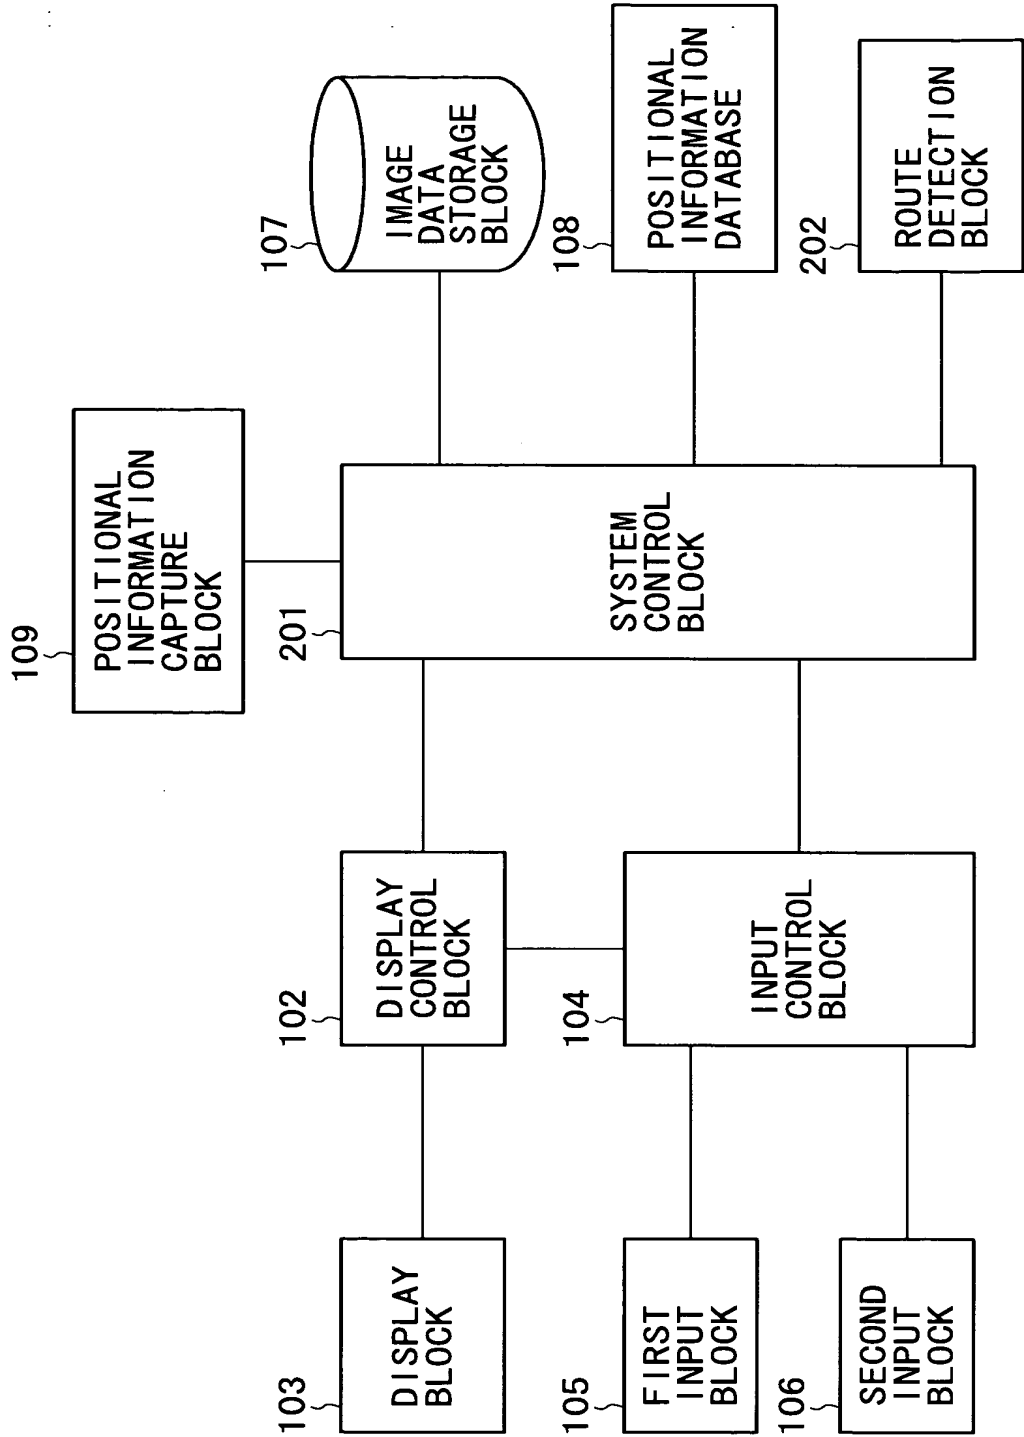 109
POSITIONAL
INFORMATION
CAPTURE
BLOCK
103
DISPLAY
BLOCK
102
DISPLAY
CONTROL
BLOCK
201
SYSTEM
CONTROL
BLOCK
107
IMAGE
DATA
STORAGE
BLOCK
105
FIRST
INPUT
BLOCK
104
INPUT
CONTROL
BLOCK
108
POSITIONAL
INFORMATION
DATABASE
106
SECOND
INPUT
BLOCK
202
ROUTE
DETECTION
BLOCK